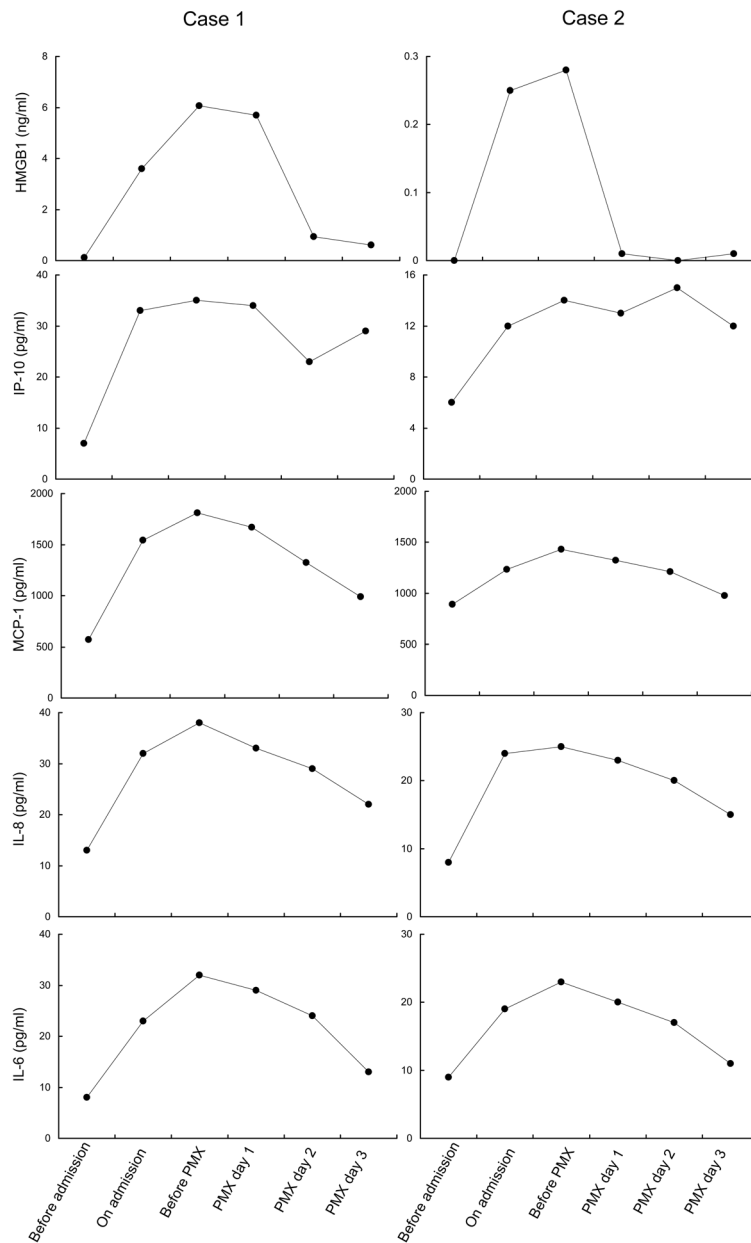 Case 1
Case 2
HMGB1 (ng/ml)
8
6
4
2
0
0.3
0.2
0.1
0
IP-10 (pg/ml)
40
30
20
10
0
16
12
8
4
0
MCP-1 (pg/ml)
2000
1500
1000
500
0
2000
1500
1000
500
0
IL-8 (pg/ml)
40
30
20
10
0
30
20
10
0
IL-6 (pg/ml)
40
30
20
10
0
30
20
10
0
Before admission
On admission
Before PMX
PMX day 1
PMX day 2
PMX day 3
Before admission
On admission
Before PMX
PMX day 1
PMX day 2
PMX day 3